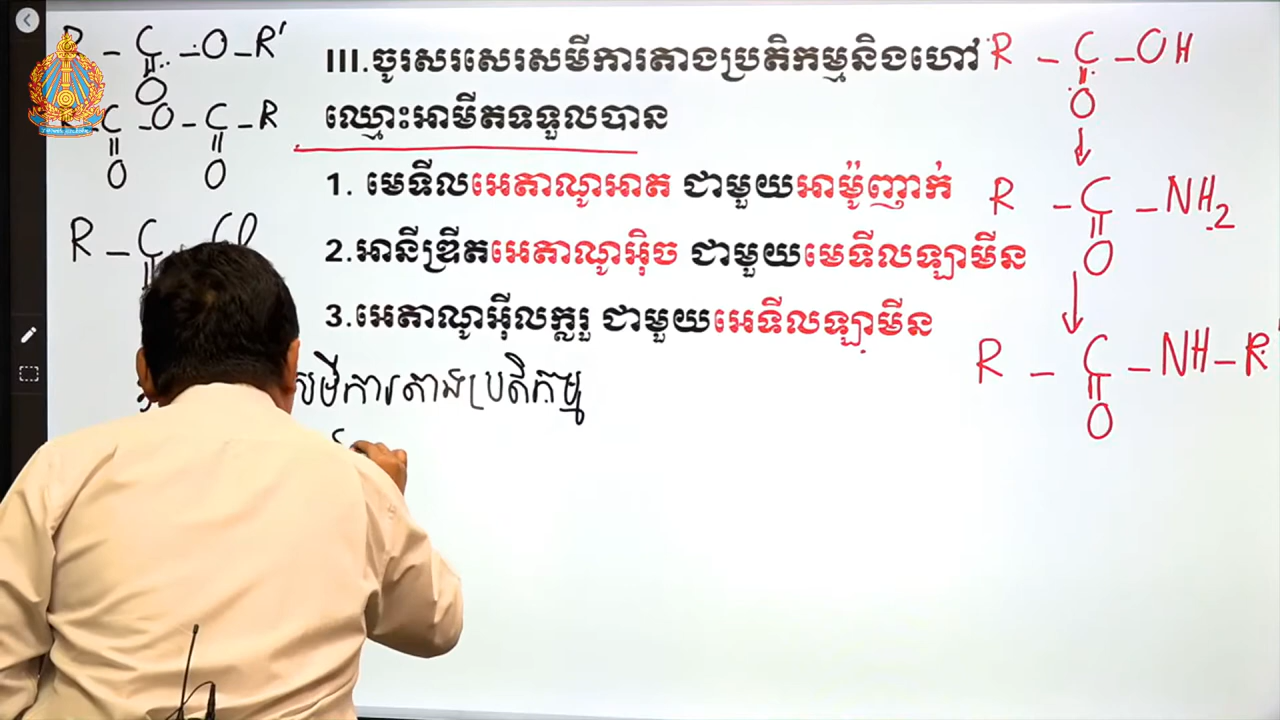 R - C - O - R'
O
R - C - O - C - R
O O
R - C - Cl
III.ចូរសរសេរសមីការតាងប្រតិកម្មនិងហៅ
ឈ្មោះអាមីតទទួលបាន
1. មេទីលអេតាណូអាត ជាមួយអាម៉ូញាក់
2.អានីឌ្រីតអេតាណូអ៊ិច ជាមួយមេទីលឡាមីន
3.អេតាណូអ៊ីលក្លរួ ជាមួយអេទីលឡាមីន
សមីការតាងប្រតិកម្ម
R - C - OH
O
R - C - NH2
O
R - C - NH - R'
O